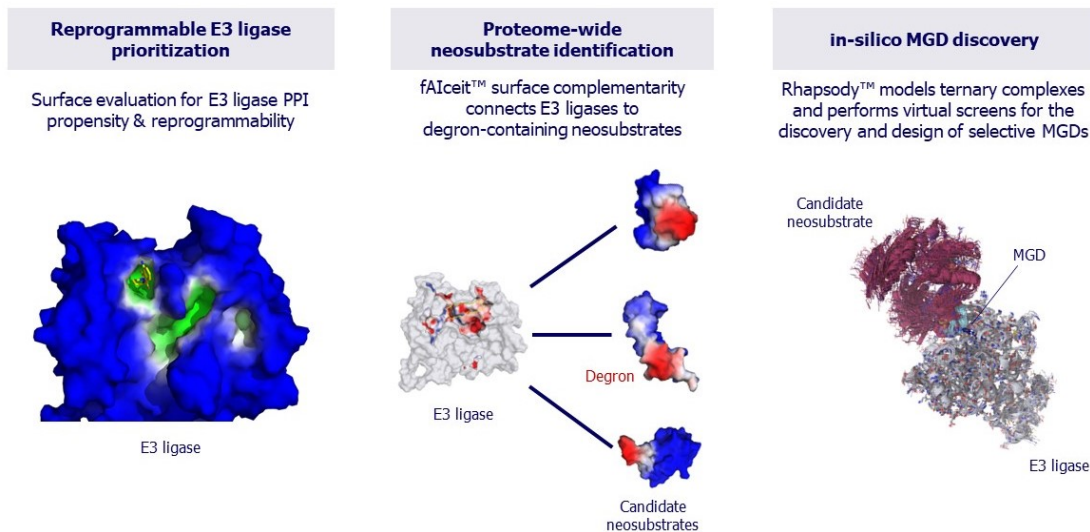 Reprogrammable E3 ligase
prioritization
Surface evaluation for E3 ligase PPI
propensity & reprogrammability
E3 ligase
Proteome-wide
neosubstrate identification
fAIceit™ surface complementarity
connects E3 ligases to
degron-containing neosubstrates
Degron
E3 ligase
Candidate
neosubstrates
in-silico MGD discovery
Rhapsody™ models ternary complexes
and performs virtual screens for the
discovery and design of selective MGDs
Candidate
neosubstrate
MGD
E3 ligase